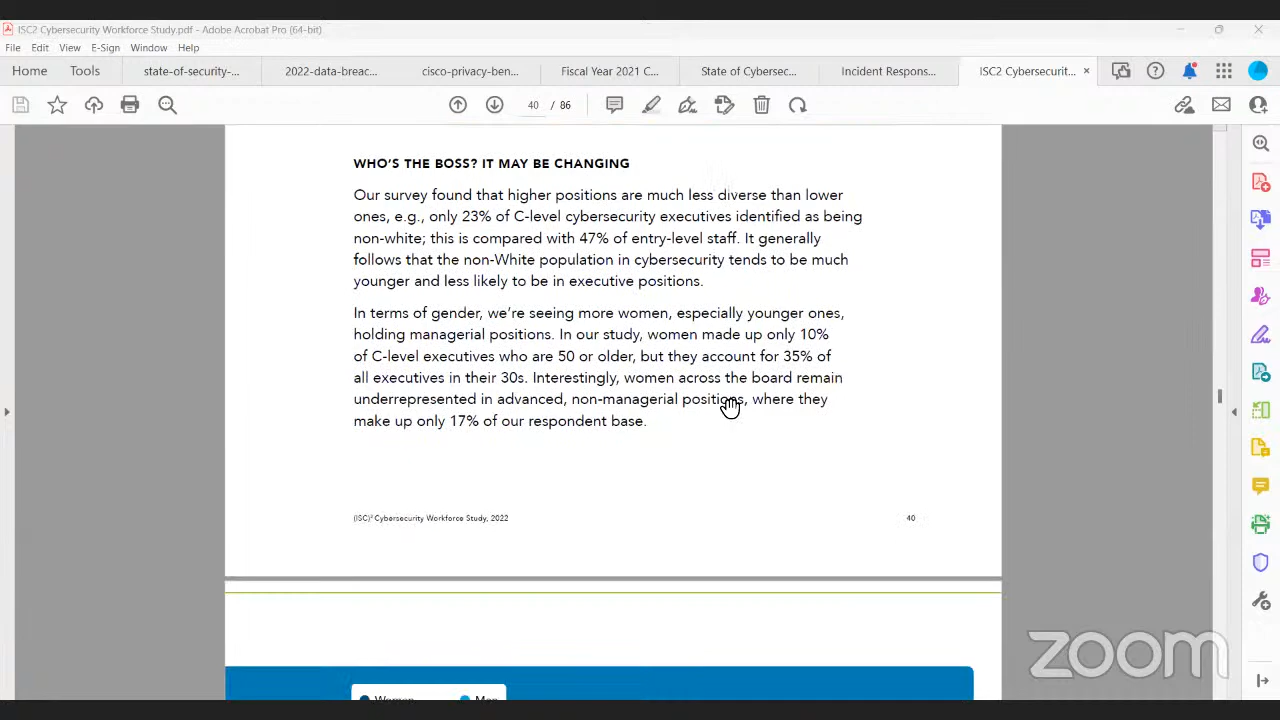 ISC2 Cybersecurity Workforce Study.pdf - Adobe Acrobat Pro (64-bit)
File Edit View E-Sign Window Help
Home Tools state-of-security-... 2022-data-breac... cisco-privacy-ben... Fiscal Year 2021 C... State of Cybersec... Incident Respons... ISC2 Cybersecurit... ×
40 / 86
WHO'S THE BOSS? IT MAY BE CHANGING
Our survey found that higher positions are much less diverse than lower
ones, e.g., only 23% of C-level cybersecurity executives identified as being
non-white; this is compared with 47% of entry-level staff. It generally
follows that the non-White population in cybersecurity tends to be much
younger and less likely to be in executive positions.
In terms of gender, we're seeing more women, especially younger ones,
holding managerial positions. In our study, women made up only 10%
of C-level executives who are 50 or older, but they account for 35% of
all executives in their 30s. Interestingly, women across the board remain
underrepresented in advanced, non-managerial positions, where they
make up only 17% of our respondent base.
(ISC)² Cybersecurity Workforce Study, 2022 40
Women Men
zoom